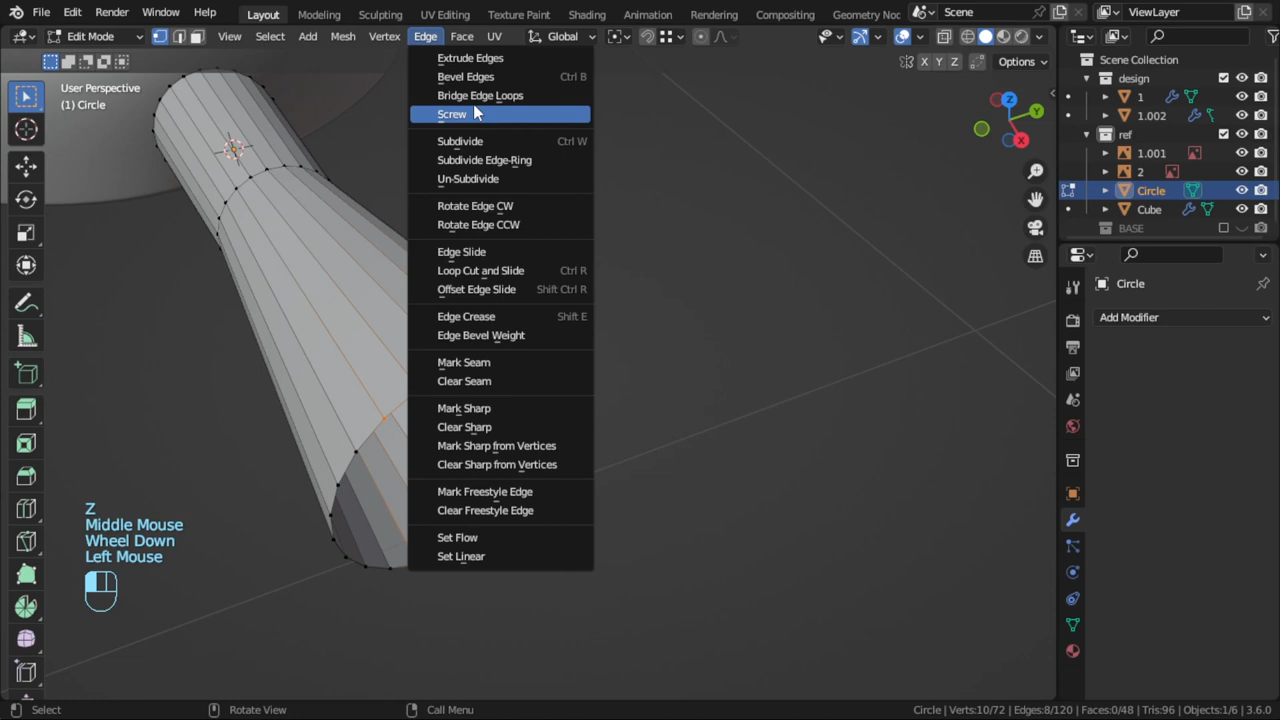 File Edit Render Window Help Layout Modeling Sculpting UV Editing Texture Paint Shading Animation Rendering Compositing Geometry Noc Scene ViewLayer
Edit Mode View Select Add Mesh Vertex Edge Face UV Global
X Y Z Options
User Perspective
(1) Circle
Extrude Edges
Bevel Edges Ctrl B
Bridge Edge Loops
Screw
Subdivide Ctrl W
Subdivide Edge-Ring
Un-Subdivide
Rotate Edge CW
Rotate Edge CCW
Edge Slide
Loop Cut and Slide Ctrl R
Offset Edge Slide Shift Ctrl R
Edge Crease Shift E
Edge Bevel Weight
Mark Seam
Clear Seam
Mark Sharp
Clear Sharp
Mark Sharp from Vertices
Clear Sharp from Vertices
Mark Freestyle Edge
Clear Freestyle Edge
Set Flow
Set Linear
Z
Y
X
Scene Collection
design
1
1.002
ref
1.001
2
Circle
Cube
BASE
Circle
Add Modifier
Z
Middle Mouse
Wheel Down
Left Mouse
Select Rotate View Call Menu Circle | Verts:10/72 | Edges:8/120 | Faces:0/48 | Tris:96 | Objects:1/6 | 3.6.0